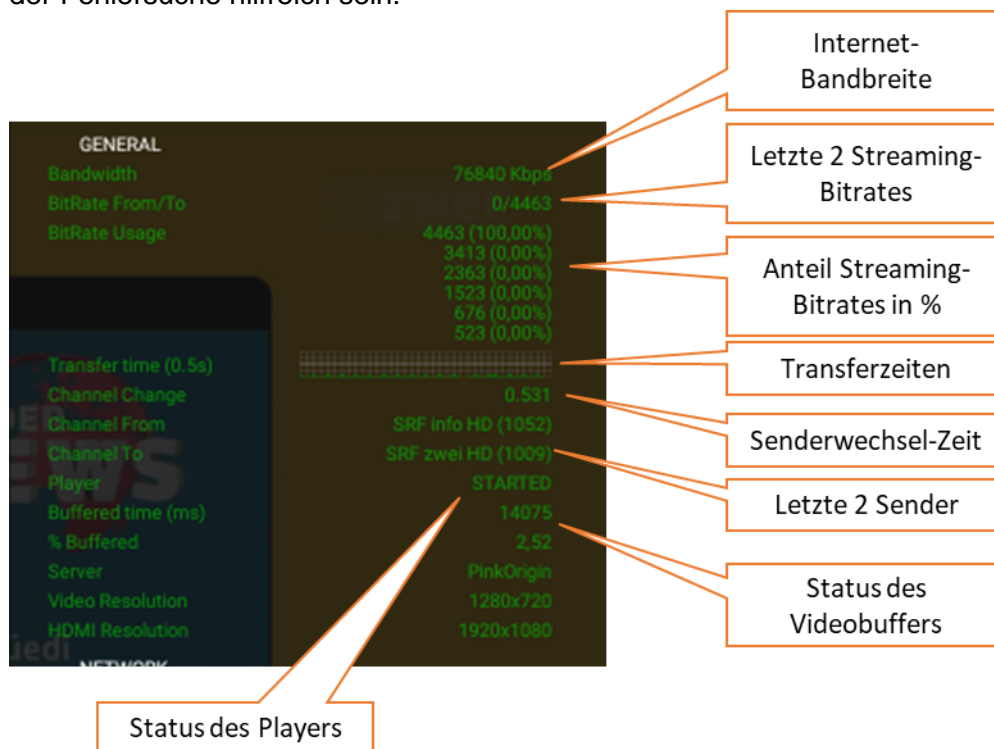 der Fehlersuche hilfreich sein.
Internet-
Bandbreite
GENERAL
Bandwidth 76840 Kbps
BitRate From/To 0/4463
Letzte 2 Streaming-
Bitrates
BitRate Usage 4463 (100,00%)
3413 (0,00%)
2363 (0,00%)
1523 (0,00%)
676 (0,00%)
523 (0,00%)
Anteil Streaming-
Bitrates in %
Transfer time (0.5s)
Transferzeiten
Channel Change 0.531
Senderwechsel-Zeit
Channel From SRF info HD (1052)
Channel To SRF zwei HD (1009)
Letzte 2 Sender
Player STARTED
Buffered time (ms) 14075
% Buffered 2,52
Status des
Videobuffers
Server PinkOrigin
Video Resolution 1280x720
HDMI Resolution 1920x1080
NETWORK
Status des Players